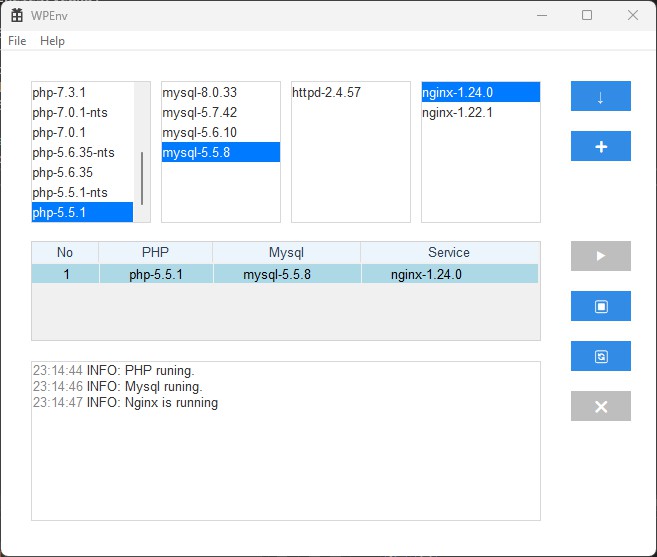 WPEnv
File Help
php-7.3.1
php-7.0.1-nts
php-7.0.1
php-5.6.35-nts
php-5.6.35
php-5.5.1-nts
php-5.5.1
mysql-8.0.33
mysql-5.7.42
mysql-5.6.10
mysql-5.5.8
httpd-2.4.57
nginx-1.24.0
nginx-1.22.1
No PHP Mysql Service
1 php-5.5.1 mysql-5.5.8 nginx-1.24.0
23:14:44 INFO: PHP runing.
23:14:46 INFO: Mysql runing.
23:14:47 INFO: Nginx is running